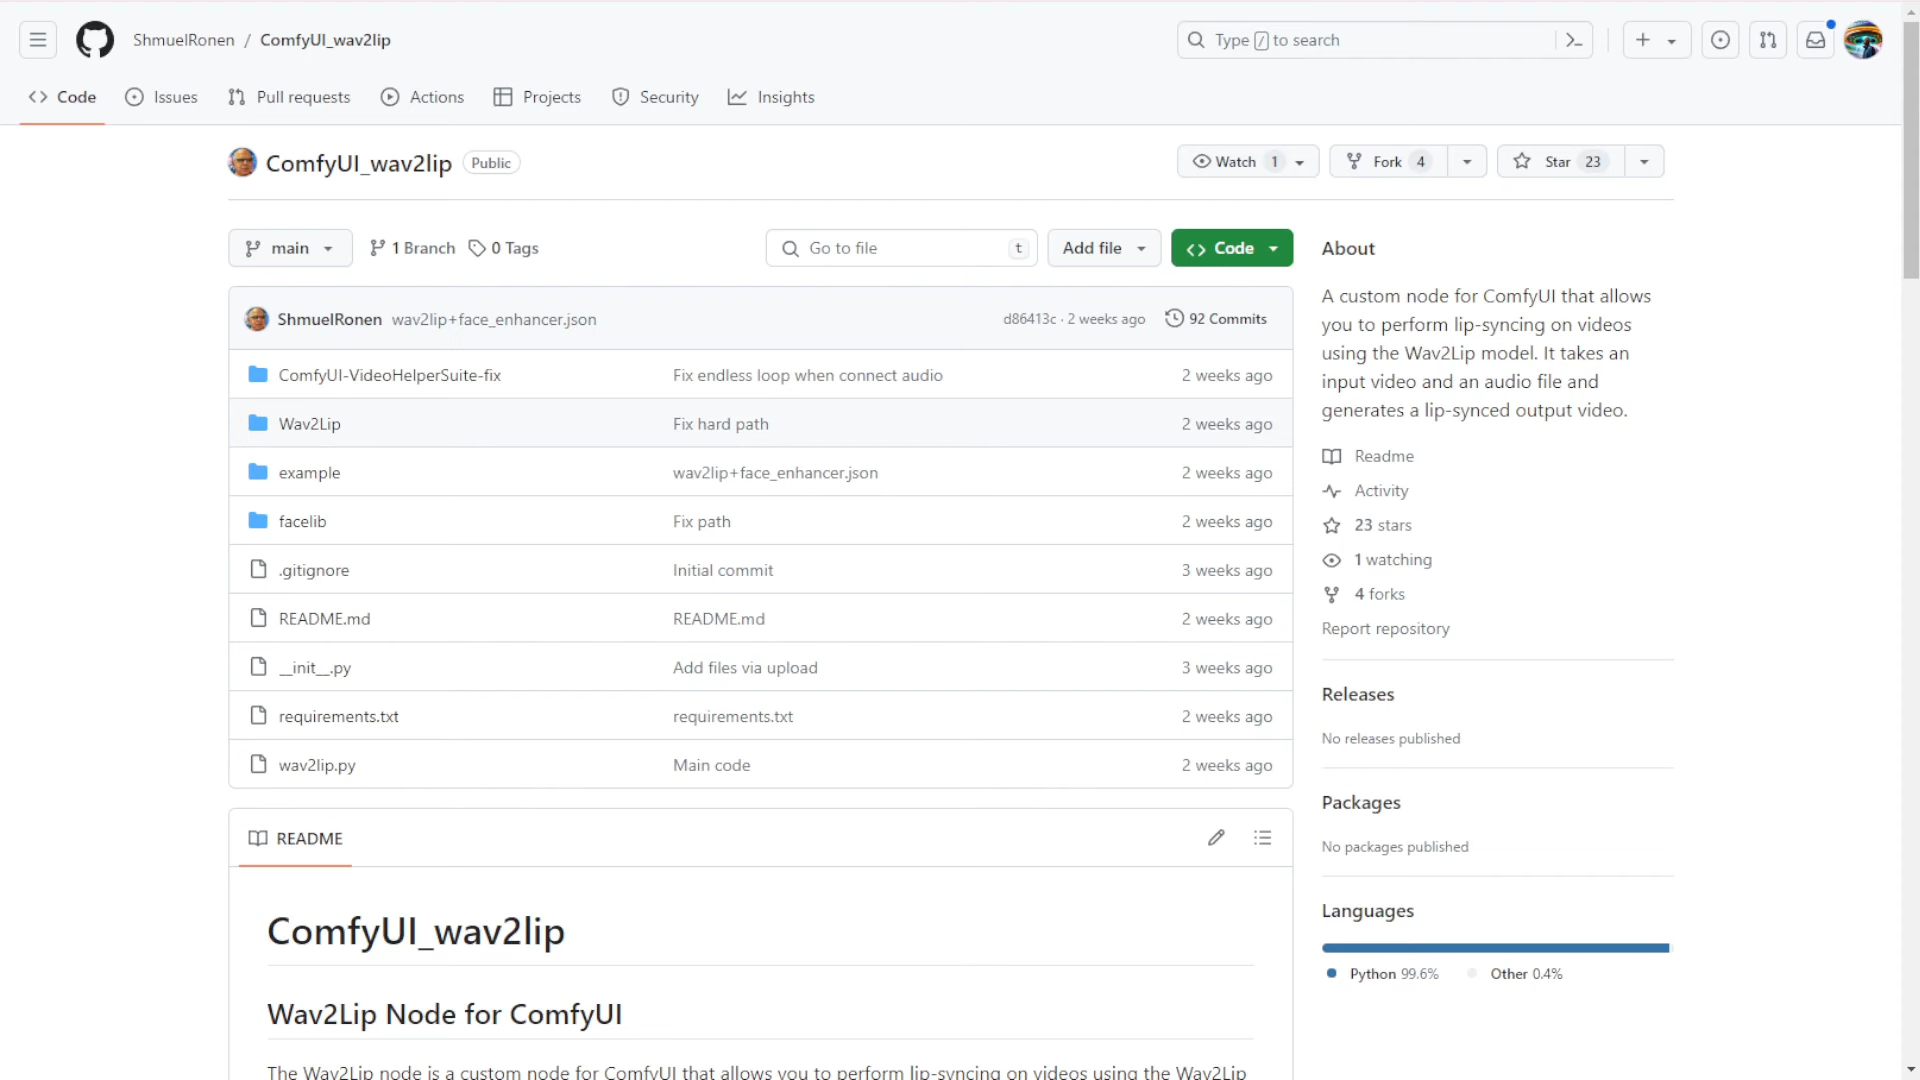 ShmuelRonen / ComfyUI_wav2lip
Type / to search
Code Issues Pull requests Actions Projects Security Insights
ComfyUI_wav2lip Public
Watch 1 Fork 4 Star 23
main 1 Branch 0 Tags Go to file t Add file Code
ShmuelRonen wav2lip+face_enhancer.json d86413c · 2 weeks ago 92 Commits
ComfyUI-VideoHelperSuite-fix Fix endless loop when connect audio 2 weeks ago
Wav2Lip Fix hard path 2 weeks ago
example wav2lip+face_enhancer.json 2 weeks ago
facelib Fix path 2 weeks ago
.gitignore Initial commit 3 weeks ago
README.md README.md 2 weeks ago
__init__.py Add files via upload 3 weeks ago
requirements.txt requirements.txt 2 weeks ago
wav2lip.py Main code 2 weeks ago
README
ComfyUI_wav2lip
Wav2Lip Node for ComfyUI
The Wav2Lip node is a custom node for ComfyUI that allows you to perform lip-syncing on videos using the Wav2Lip
About
A custom node for ComfyUI that allows
you to perform lip-syncing on videos
using the Wav2Lip model. It takes an
input video and an audio file and
generates a lip-synced output video.
Readme
Activity
23 stars
1 watching
4 forks
Report repository
Releases
No releases published
Packages
No packages published
Languages
Python 99.6% Other 0.4%